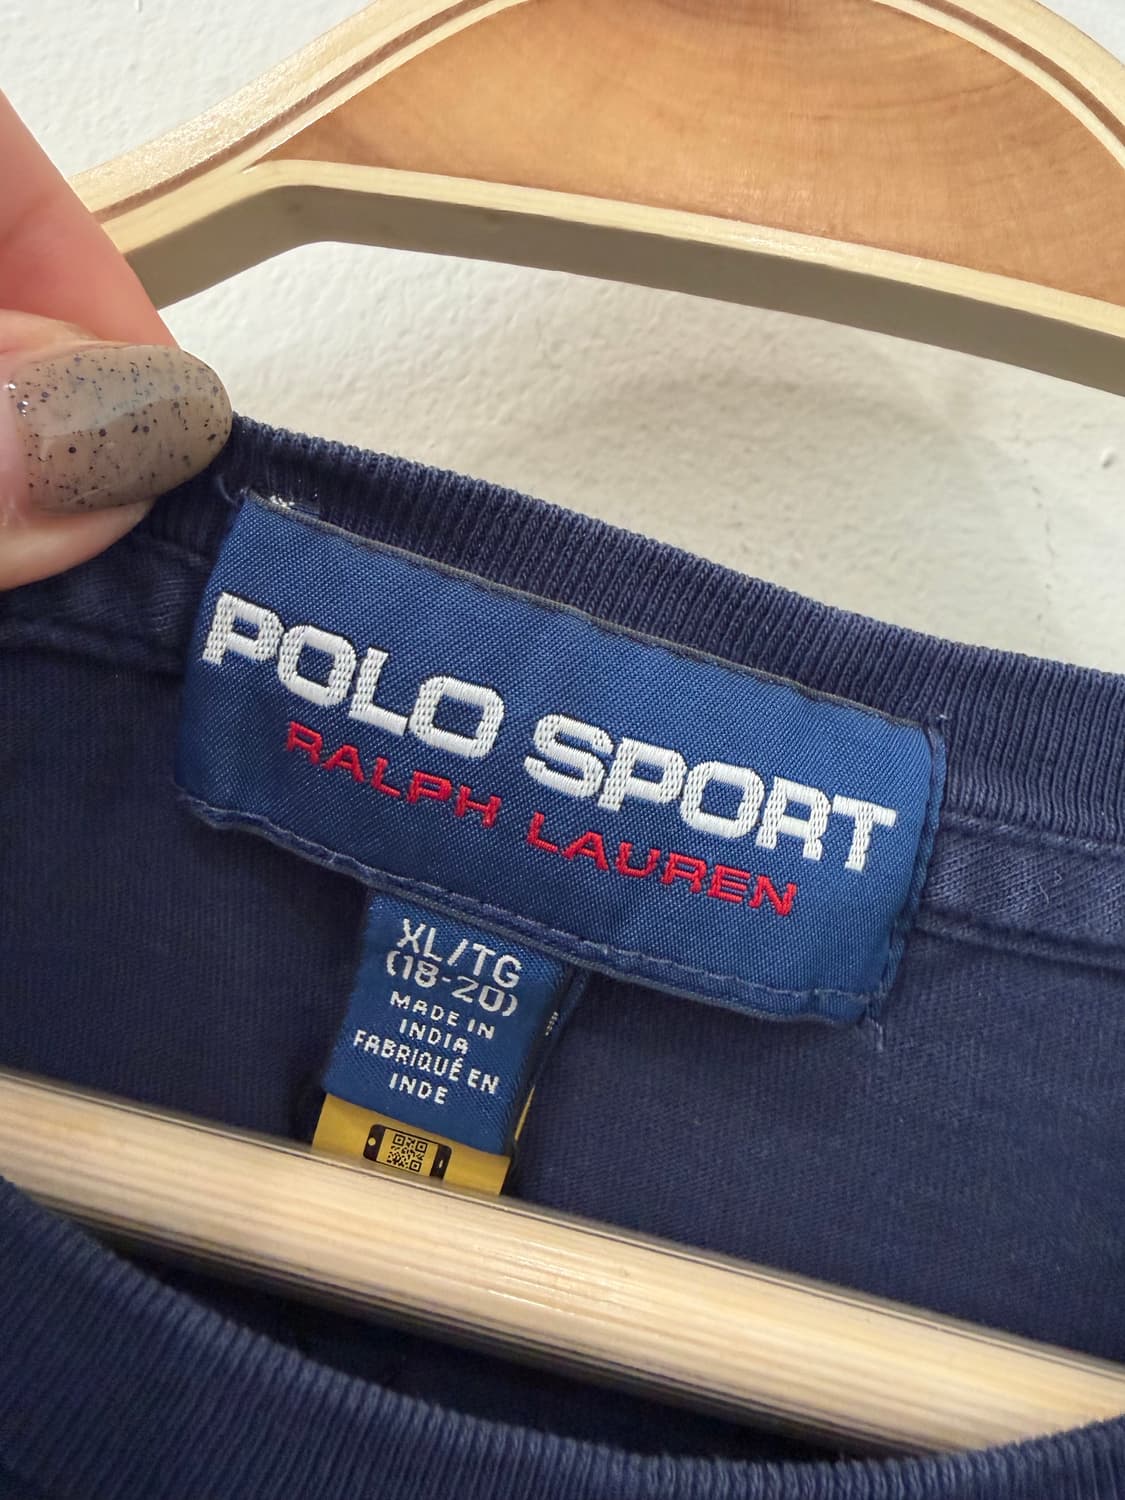 POLO SPORT
RALPH LAUREN
XL/TG
(18-20)
MADE IN
INDIA
FABRIQUÉ EN
INDE